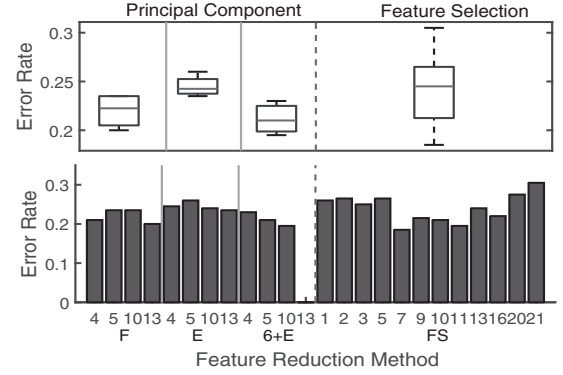 Principal Component Feature Selection
Error Rate
0.3
0.25
0.2
Error Rate
0.3
0.2
0.1
0
4 5 10 13 4 5 10 13 4 5 10 13 1 2 3 5 7 9 10 11 13 16 20 21
F E 6+E FS
Feature Reduction Method